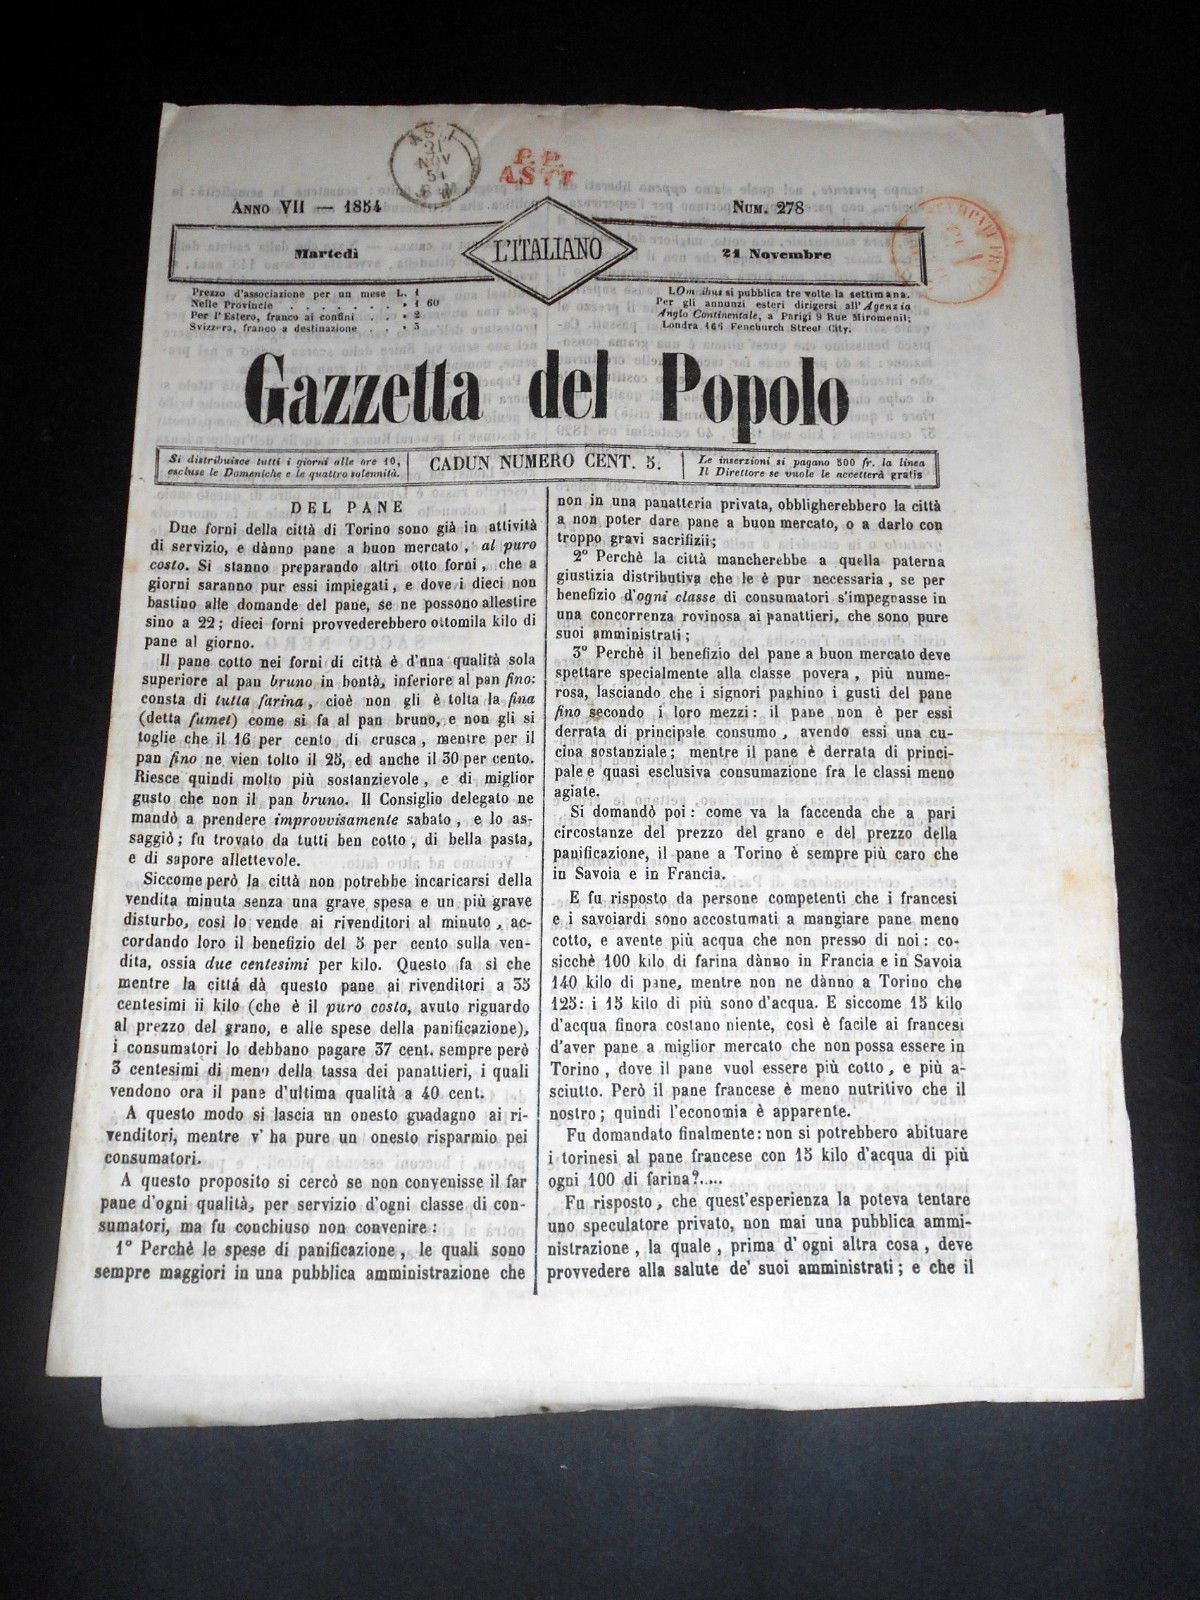 ASTI
21
NOV
54
P. P.
ASTI
ANNO VII — 1854
NUM. 278
Martedì
L'ITALIANO
21 Novembre
Prezzo d'associazione per un mese L. 1
Nelle Provincie . . . . . . . » 1 60
Per l'Estero, franco ai confini . . » 2
Svizzera, franco a destinazione . . » 3
L'Omnibus si pubblica tre volte la settimana.
Per gli annunzi esteri dirigersi all'Agenzia
Anglo Continentale, a Parigi 9 Rue Miromenil;
Londra 166 Fenchurch Street City.
Gazzetta del Popolo
Si distribuisce tutti i giorni alle ore 10,
escluse le Domeniche e le quattro solennità.
CADUN NUMERO CENT. 5.
Le inserzioni si pagano 500 fr. la linea
Il Direttore se vuole le accetterà gratis
DEL PANE
Due forni della città di Torino sono già in attività
di servizio, e dànno pane a buon mercato, al puro
costo. Si stanno preparando altri otto forni, che a
giorni saranno pur essi impiegati, e dove i dieci non
bastino alle domande del pane, se ne possono allestire
sino a 22; dieci forni provvederebbero ottomila kilo di
pane al giorno.
Il pane cotto nei forni di città è d'una qualità sola
superiore al pan bruno in bontà, inferiore al pan fino:
consta di tutta farina, cioè non gli è tolta la fina
(detta fumet) come si fa al pan bruno, e non gli si
toglie che il 16 per cento di crusca, mentre per il
pan fino ne vien tolto il 25, ed anche il 30 per cento.
Riesce quindi molto più sostanzievole, e di miglior
gusto che non il pan bruno. Il Consiglio delegato ne
mandò a prendere improvvisamente sabato, e lo as-
saggiò; fu trovato da tutti ben cotto, di bella pasta,
e di sapore allettevole.
Siccome però la città non potrebbe incaricarsi della
vendita minuta senza una grave spesa e un più grave
disturbo, così lo vende ai rivenditori al minuto, ac-
cordando loro il benefizio del 5 per cento sulla ven-
dita, ossia due centesimi per kilo. Questo fa sì che
mentre la cittá dà questo pane ai rivenditori a 35
centesimi ii kilo (che è il puro costo, avuto riguardo
al prezzo del grano, e alle spese della panificazione),
i consumatori lo debbano pagare 37 cent. sempre però
3 centesimi di meno della tassa dei panattieri, i quali
vendono ora il pane d'ultima qualità a 40 cent.
A questo modo si lascia un onesto guadagno ai ri-
venditori, mentre v' ha pure un onesto risparmio pei
consumatori.
A questo proposito si cercò se non convenisse il far
pane d'ogni qualità, per servizio d'ogni classe di con-
sumatori, ma fu conchiuso non convenire:
1° Perchè le spese di panificazione, le quali sono
sempre maggiori in una pubblica amministrazione che
non in una panatteria privata, obbligherebbero la città
a non poter dare pane a buon mercato, o a darlo con
troppo gravi sacrifizii;
2° Perchè la città mancherebbe a quella paterna
giustizia distributiva che le è pur necessaria, se per
benefizio d'ogni classe di consumatori s'impegnasse in
una concorrenza rovinosa ai panattieri, che sono pure
suoi amministrati;
3° Perchè il benefizio del pane a buon mercato deve
spettare specialmente alla classe povera, più nume-
rosa, lasciando che i signori paghino i gusti del pane
fino secondo i loro mezzi: il pane non è per essi
derrata di principale consumo, avendo essi una cu-
cina sostanziale; mentre il pane è derrata di princi-
pale e quasi esclusiva consumazione fra le classi meno
agiate.
Si domandò poi: come va la faccenda che a pari
circostanze del prezzo del grano e del prezzo della
panificazione, il pane a Torino è sempre più caro che
in Savoia e in Francia.
E fu risposto da persone competenti che i francesi
e i savoiardi sono accostumati a mangiare pane meno
cotto, e avente più acqua che non presso di noi: co-
sicchè 100 kilo di farina dànno in Francia e in Savoia
140 kilo di pane, mentre non ne dànno a Torino che
125: i 15 kilo di più sono d'acqua. E siccome 15 kilo
d'acqua finora costano niente, così è facile ai francesi
d'aver pane a miglior mercato che non possa essere in
Torino, dove il pane vuol essere più cotto, e più a-
sciutto. Però il pane francese è meno nutritivo che il
nostro; quindi l'economia è apparente.
Fu domandato finalmente: non si potrebbero abituare
i torinesi al pane francese con 15 kilo d'acqua di più
ogni 100 di farina?.....
Fu risposto, che quest'esperienza la poteva tentare
uno speculatore privato, non mai una pubblica ammi-
nistrazione, la quale, prima d' ogni altra cosa, deve
provvedere alla salute de' suoi amministrati; e che il